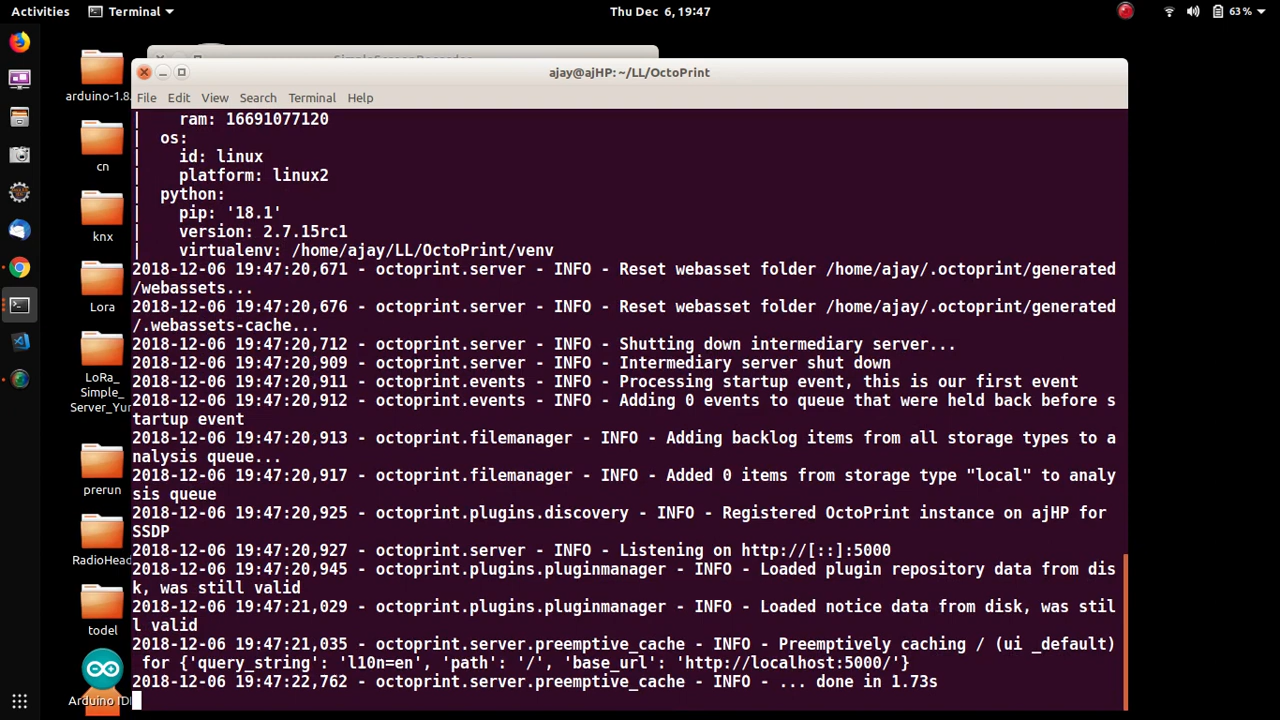 Activities
Terminal
Thu Dec 6, 19:47
63 %
arduino-1.8.
cn
knx
Lora
LoRa_
Simple_
Server_Yun
prerun
RadioHead
todel
Arduino IDE
SimpleScreenRecorder
ajay@ajHP: ~/LL/OctoPrint
File Edit View Search Terminal Help
|    ram: 16691077120
|  os:
|    id: linux
|    platform: linux2
|  python:
|    pip: '18.1'
|    version: 2.7.15rc1
|    virtualenv: /home/ajay/LL/OctoPrint/venv
2018-12-06 19:47:20,671 - octoprint.server - INFO - Reset webasset folder /home/ajay/.octoprint/generated
/webassets...
2018-12-06 19:47:20,676 - octoprint.server - INFO - Reset webasset folder /home/ajay/.octoprint/generated
/.webassets-cache...
2018-12-06 19:47:20,712 - octoprint.server - INFO - Shutting down intermediary server...
2018-12-06 19:47:20,909 - octoprint.server - INFO - Intermediary server shut down
2018-12-06 19:47:20,911 - octoprint.events - INFO - Processing startup event, this is our first event
2018-12-06 19:47:20,912 - octoprint.events - INFO - Adding 0 events to queue that were held back before s
tartup event
2018-12-06 19:47:20,913 - octoprint.filemanager - INFO - Adding backlog items from all storage types to a
nalysis queue...
2018-12-06 19:47:20,917 - octoprint.filemanager - INFO - Added 0 items from storage type "local" to analy
sis queue
2018-12-06 19:47:20,925 - octoprint.plugins.discovery - INFO - Registered OctoPrint instance on ajHP for
SSDP
2018-12-06 19:47:20,927 - octoprint.server - INFO - Listening on http://[::]:5000
2018-12-06 19:47:20,945 - octoprint.plugins.pluginmanager - INFO - Loaded plugin repository data from dis
k, was still valid
2018-12-06 19:47:21,029 - octoprint.plugins.pluginmanager - INFO - Loaded notice data from disk, was stil
l valid
2018-12-06 19:47:21,035 - octoprint.server.preemptive_cache - INFO - Preemptively caching / (ui _default)
 for {'query_string': 'l10n=en', 'path': '/', 'base_url': 'http://localhost:5000/'}
2018-12-06 19:47:22,762 - octoprint.server.preemptive_cache - INFO - ... done in 1.73s